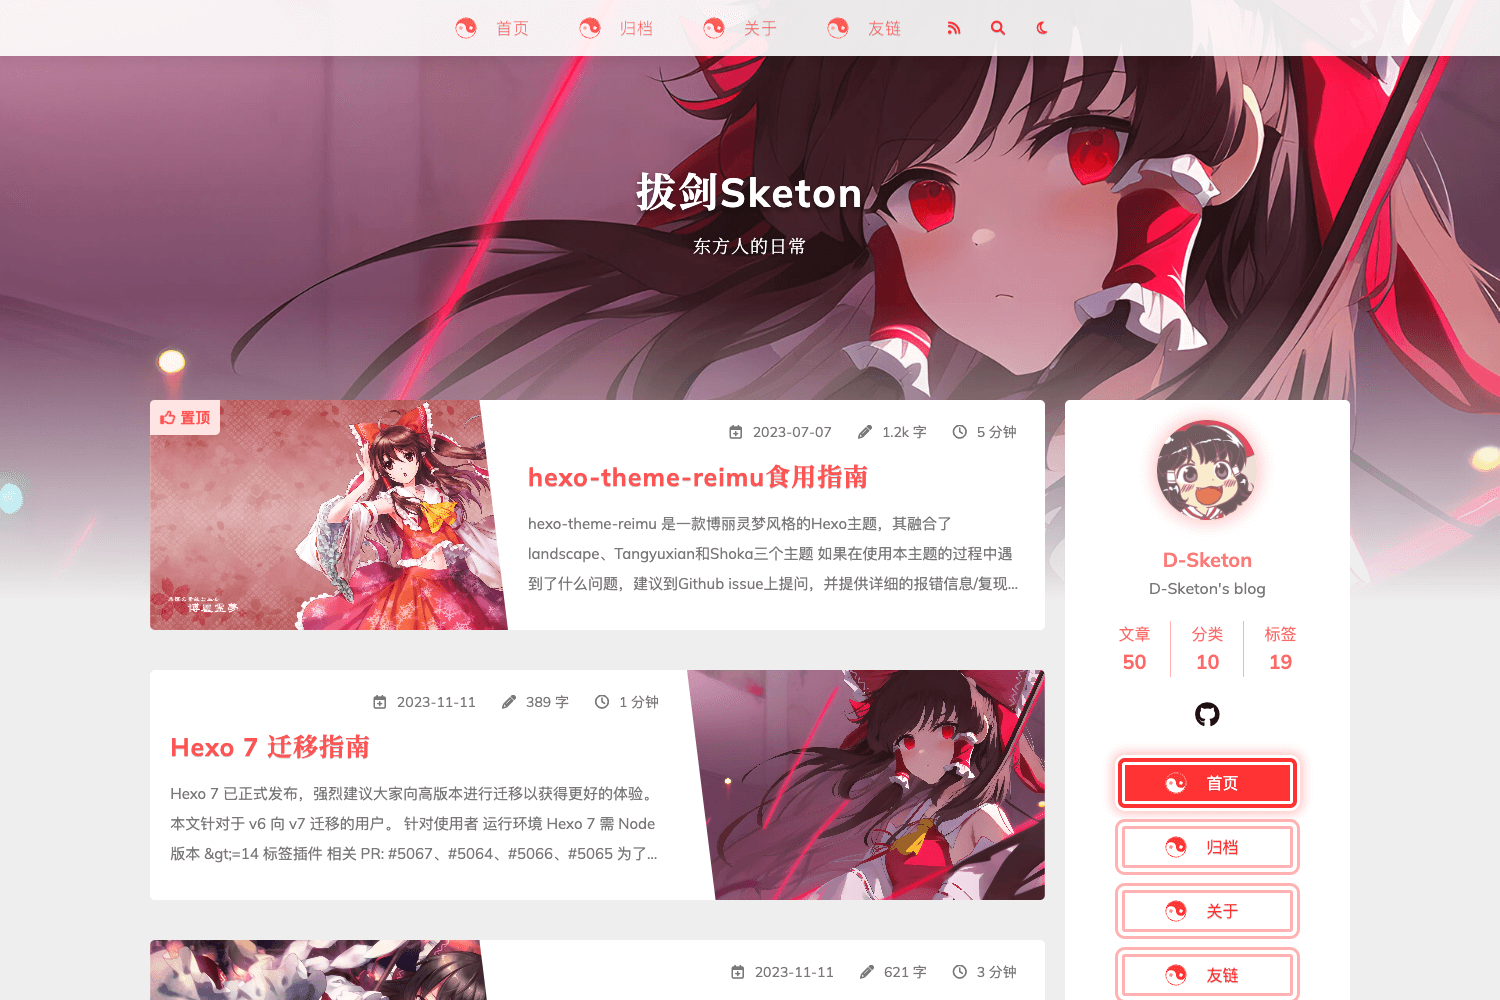 首页 归档 关于 友链
拔剑Sketon
东方人的日常
置顶
2023-07-07 1.2k 字 5 分钟
hexo-theme-reimu食用指南
hexo-theme-reimu 是一款博丽灵梦风格的Hexo主题，其融合了
landscape、Tangyuxian和Shoka三个主题 如果在使用本主题的过程中遇
到了什么问题，建议到Github issue上提问，并提供详细的报错信息/复现...
博麗霊夢
2023-11-11 389 字 1 分钟
Hexo 7 迁移指南
Hexo 7 已正式发布，强烈建议大家向高版本进行迁移以获得更好的体验。
本文针对于 v6 向 v7 迁移的用户。 针对使用者 运行环境 Hexo 7 需 Node
版本 &gt;=14 标签插件 相关 PR: #5067、#5064、#5066、#5065 为了...
2023-11-11 621 字 3 分钟
D-Sketon
D-Sketon's blog
文章 分类 标签
50 10 19
首页
归档
关于
友链